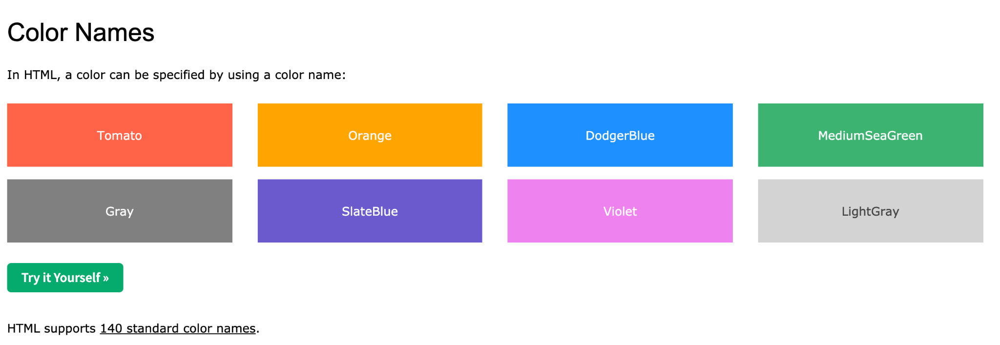 Color Names
In HTML, a color can be specified by using a color name:
Tomato
Orange
DodgerBlue
MediumSeaGreen
Gray
SlateBlue
Violet
LightGray
Try it Yourself »
HTML supports 140 standard color names.